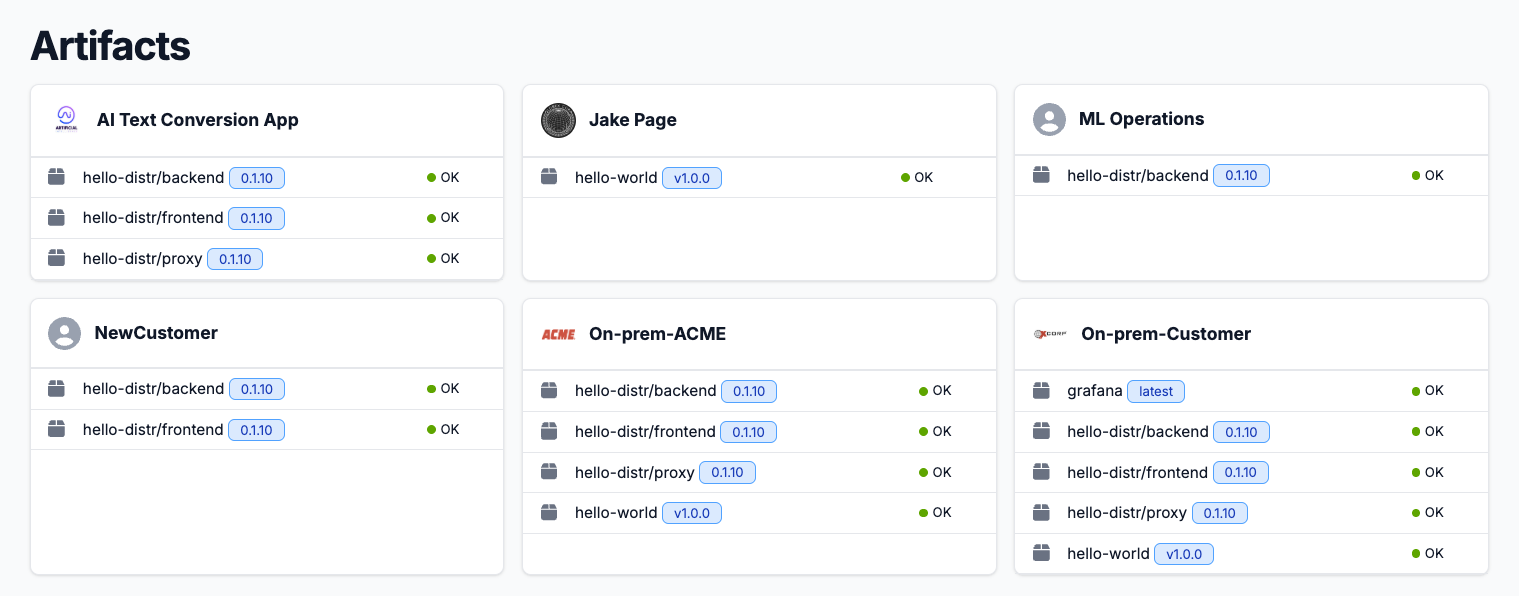 Artifacts
ARTIFICIAL
AI Text Conversion App
hello-distr/backend 0.1.10 OK
hello-distr/frontend 0.1.10 OK
hello-distr/proxy 0.1.10 OK
Jake Page
hello-world v1.0.0 OK
ML Operations
hello-distr/backend 0.1.10 OK
NewCustomer
hello-distr/backend 0.1.10 OK
hello-distr/frontend 0.1.10 OK
ACME On-prem-ACME
hello-distr/backend 0.1.10 OK
hello-distr/frontend 0.1.10 OK
hello-distr/proxy 0.1.10 OK
hello-world v1.0.0 OK
On-prem-Customer
grafana latest OK
hello-distr/backend 0.1.10 OK
hello-distr/frontend 0.1.10 OK
hello-distr/proxy 0.1.10 OK
hello-world v1.0.0 OK